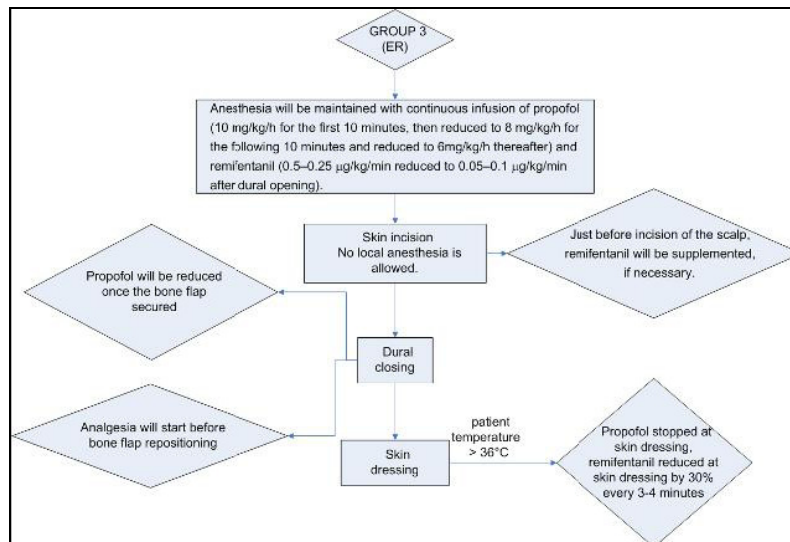 GROUP 3
(ER)
Anesthesia will be maintained with continuous infusion of propofol
(10 mg/kg/h for the first 10 minutes, then reduced to 8 mg/kg/h for
the following 10 minutes and reduced to 6mg/kg/h thereafter) and
remifentanil (0.5–0.25 µg/kg/min reduced to 0.05–0.1 µg/kg/min
after dural opening).
Skin incision
No local anesthesia is
allowed.
Just before incision of the scalp,
remifentanil will be supplemented,
if necessary.
Propofol will be reduced
once the bone flap
secured
Dural
closing
Analgesia will start before
bone flap repositioning
Skin
dressing
patient
temperature
> 36°C
Propofol stopped at
skin dressing,
remifentanil reduced at
skin dressing by 30%
every 3-4 minutes